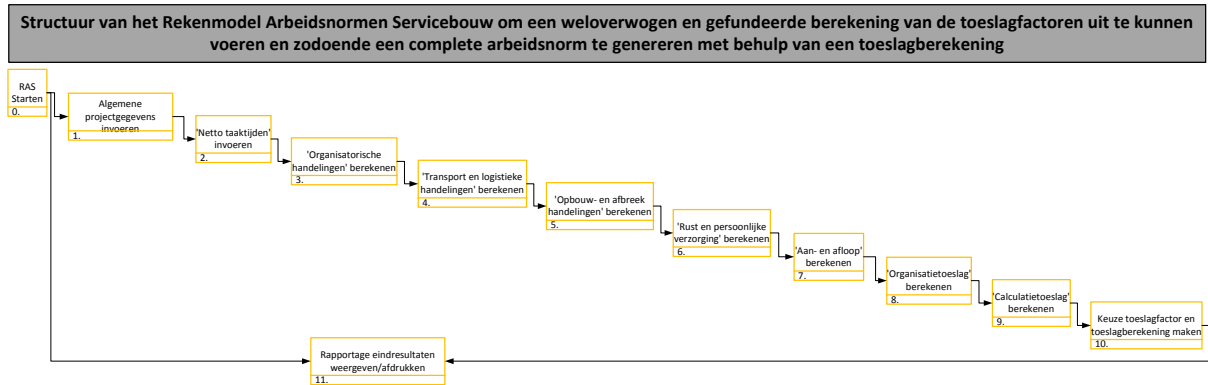 Structuur van het Rekenmodel Arbeidsnormen Servicebouw om een weloverwogen en gefundeerde berekening van de toeslagfactoren uit te kunnen
voeren en zodoende een complete arbeidsnorm te genereren met behulp van een toeslagberekening
RAS
Starten
0.
Algemene
projectgegevens
invoeren
1.
'Netto taaktijden'
invoeren
2.
'Organisatorische
handelingen' berekenen
3.
'Transport en logistieke
handelingen' berekenen
4.
'Opbouw- en afbreek
handelingen' berekenen
5.
'Rust en persoonlijke
verzorging' berekenen
6.
'Aan- en afloop'
berekenen
7.
'Organisatietoeslag'
berekenen
8.
'Calculatietoeslag'
berekenen
9.
Keuze toeslagfactor en
toeslagberekening maken
10.
Rapportage eindresultaten
weergeven/afdrukken
11.